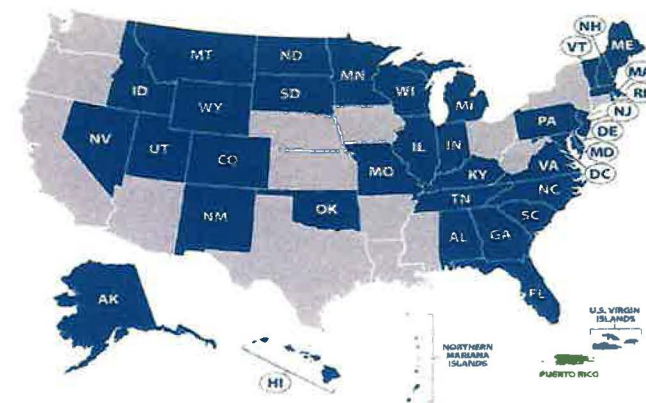 NH
VT
ME
MT
ND
MN
MA
ID
SD
WI
MI
RI
WY
PA
NJ
NV
IL
IN
DE
UT
CO
MO
KY
VA
MD
TN
NC
DC
NM
OK
SC
AL
GA
AK
FL
U.S. VIRGIN
ISLANDS
NORTHERN
MARIANA
ISLANDS
PUERTO RICO
HI